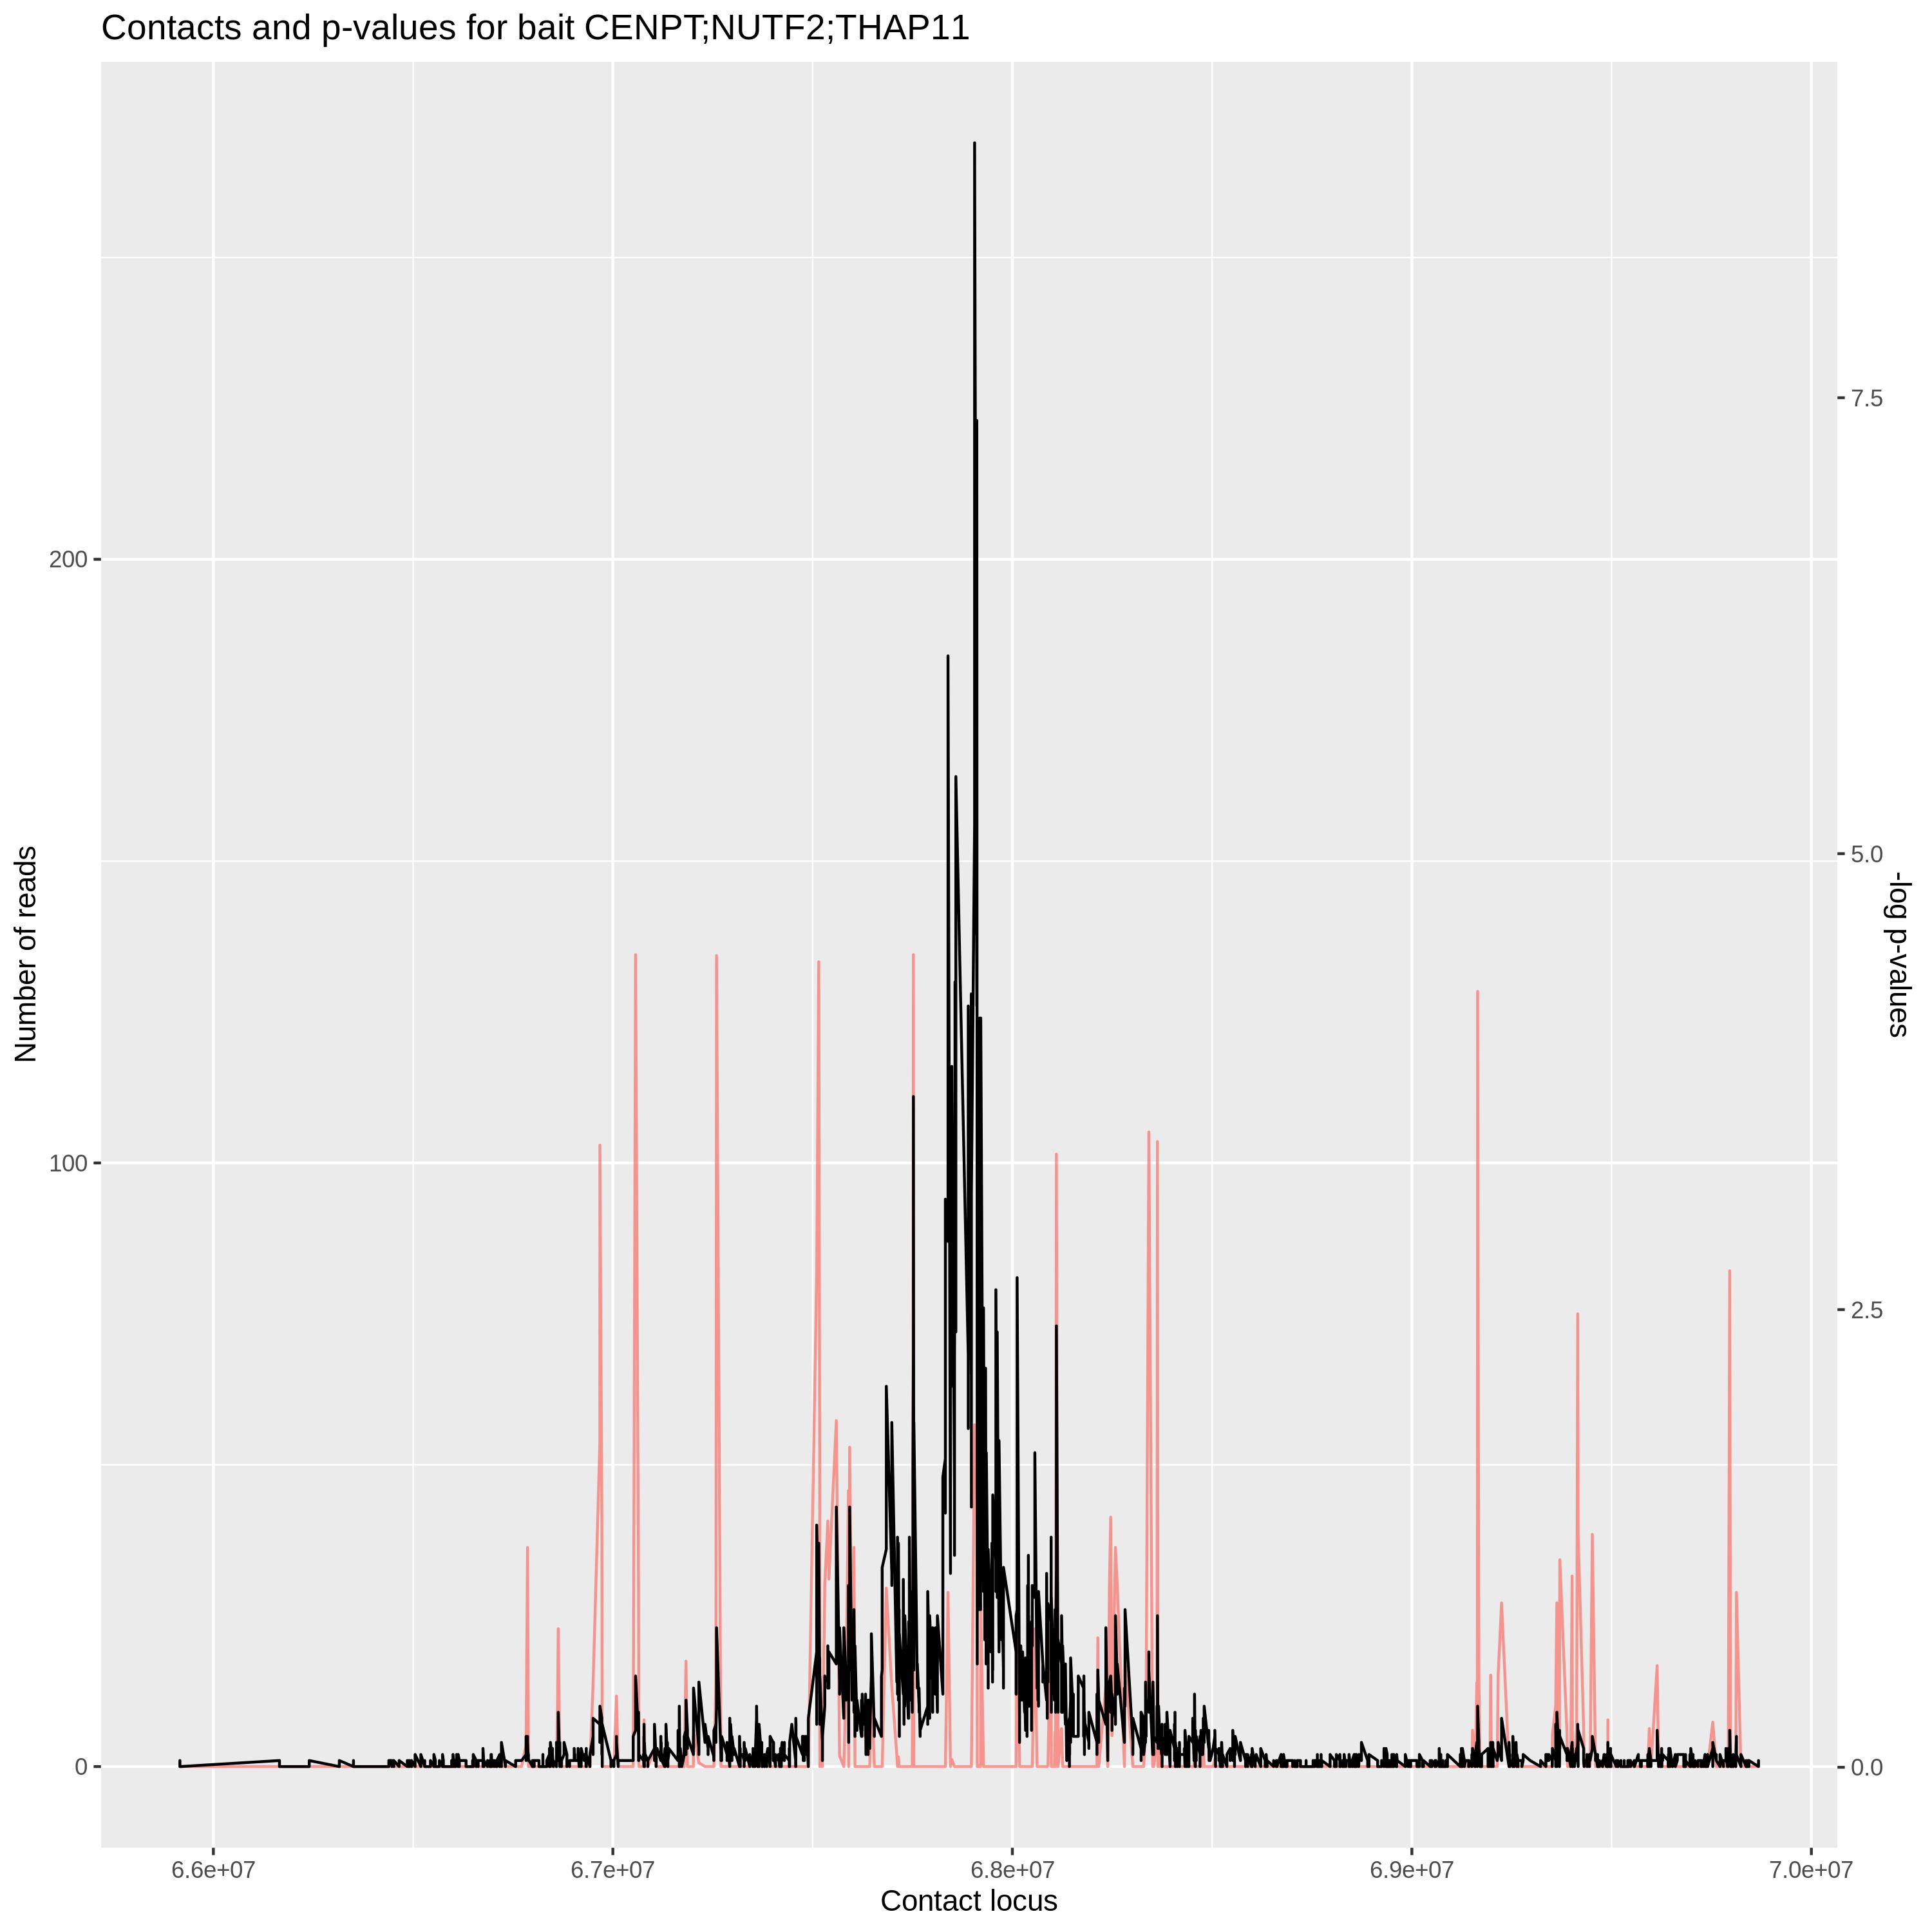 Contacts and p-values for bait CENPT;NUTF2;THAP11
200
100
0
Number of reads
7.5
5.0
2.5
0.0
-log p-values
6.6e+07
6.7e+07
6.8e+07
6.9e+07
7.0e+07
Contact locus